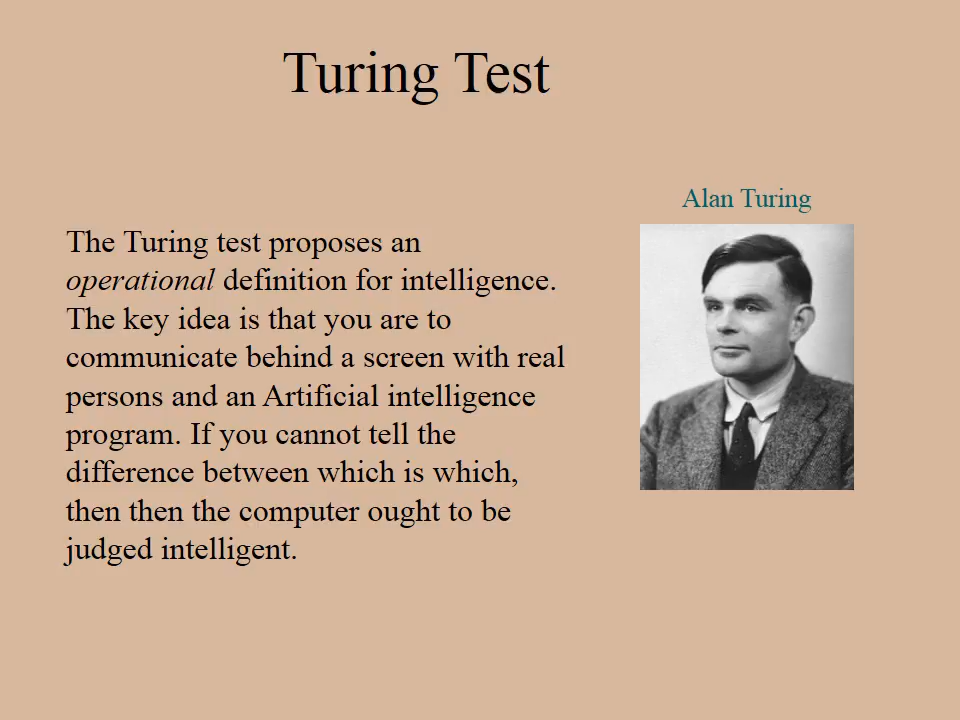 Turing Test
Alan Turing
The Turing test proposes an
operational definition for intelligence.
The key idea is that you are to
communicate behind a screen with real
persons and an Artificial intelligence
program. If you cannot tell the
difference between which is which,
then then the computer ought to be
judged intelligent.